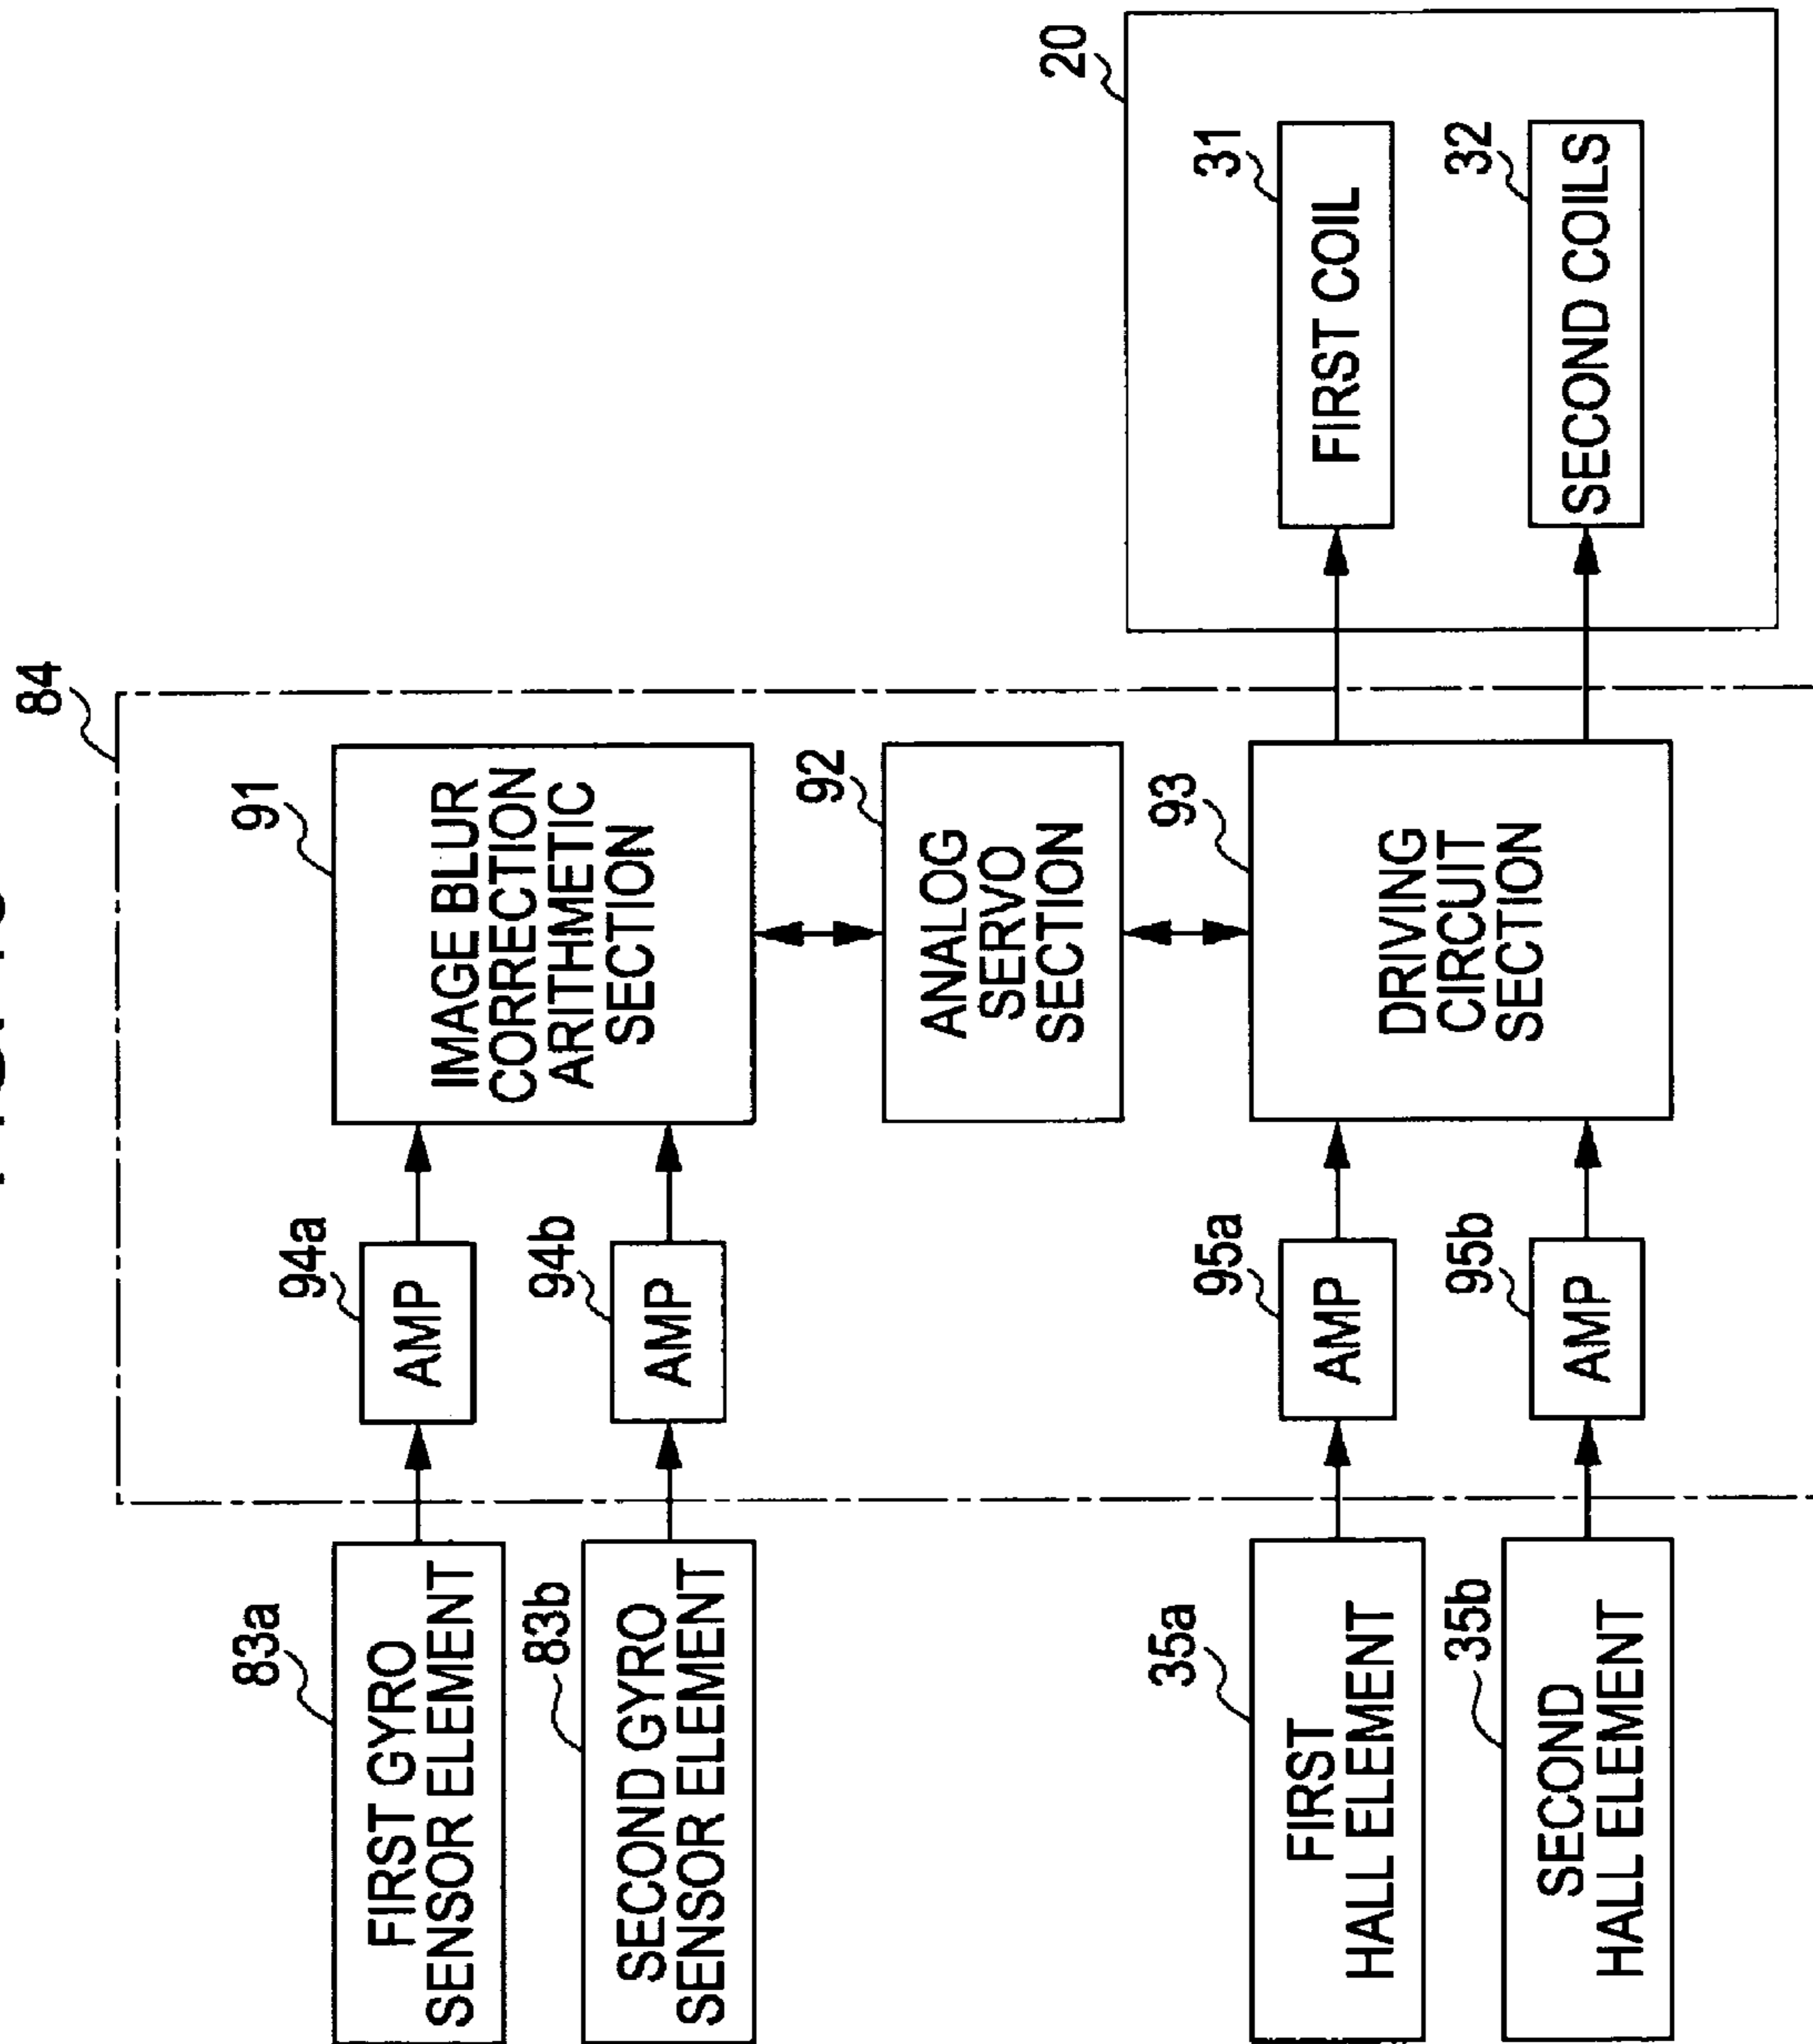 84
83a
FIRST GYRO
SENSOR ELEMENT
94a
AMP
91
IMAGE BLUR
CORRECTION
ARITHMETIC
SECTION
83b
SECOND GYRO
SENSOR ELEMENT
94b
AMP
92
ANALOG
SERVO
SECTION
20
35a
FIRST
HALL ELEMENT
95a
AMP
93
DRIVING
CIRCUIT
SECTION
31
FIRST COIL
35b
SECOND
HALL ELEMENT
95b
AMP
32
SECOND COILS